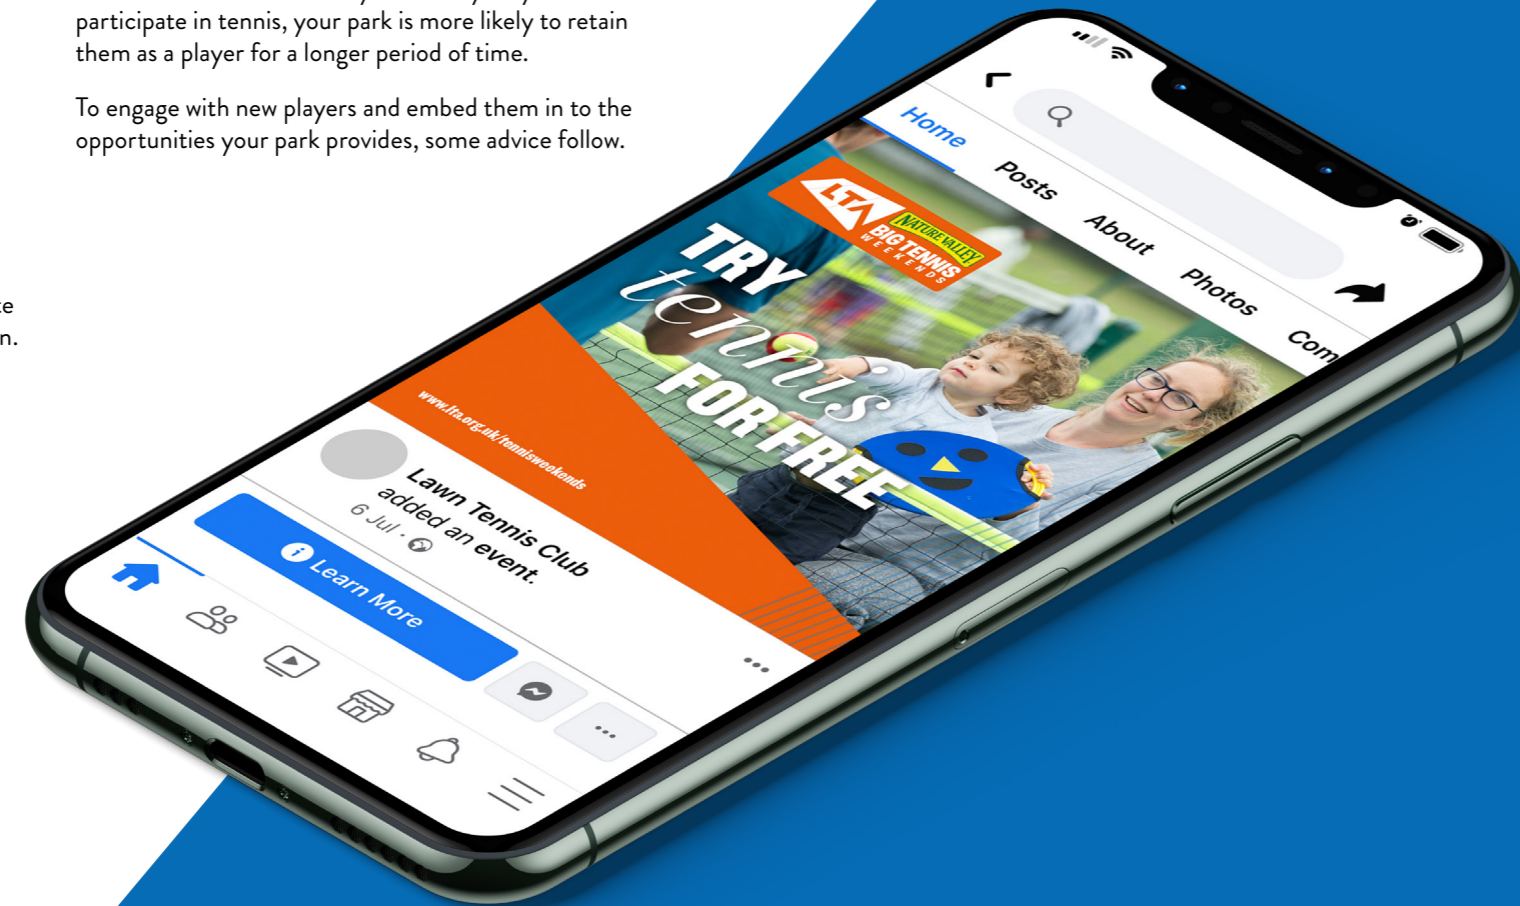 participate in tennis, your park is more likely to retain
them as a player for a longer period of time.
To engage with new players and embed them in to the
opportunities your park provides, some advice follow.
n.
Home
Posts
About
Photos
Com
LTA
NATURE VALLEY
BIG TENNIS
WEEKENDS
TRY
tennis
FOR FREE
www.lta.org.uk/tennisweekends
Lawn Tennis Club
added an event.
6 Jul ·
i Learn More